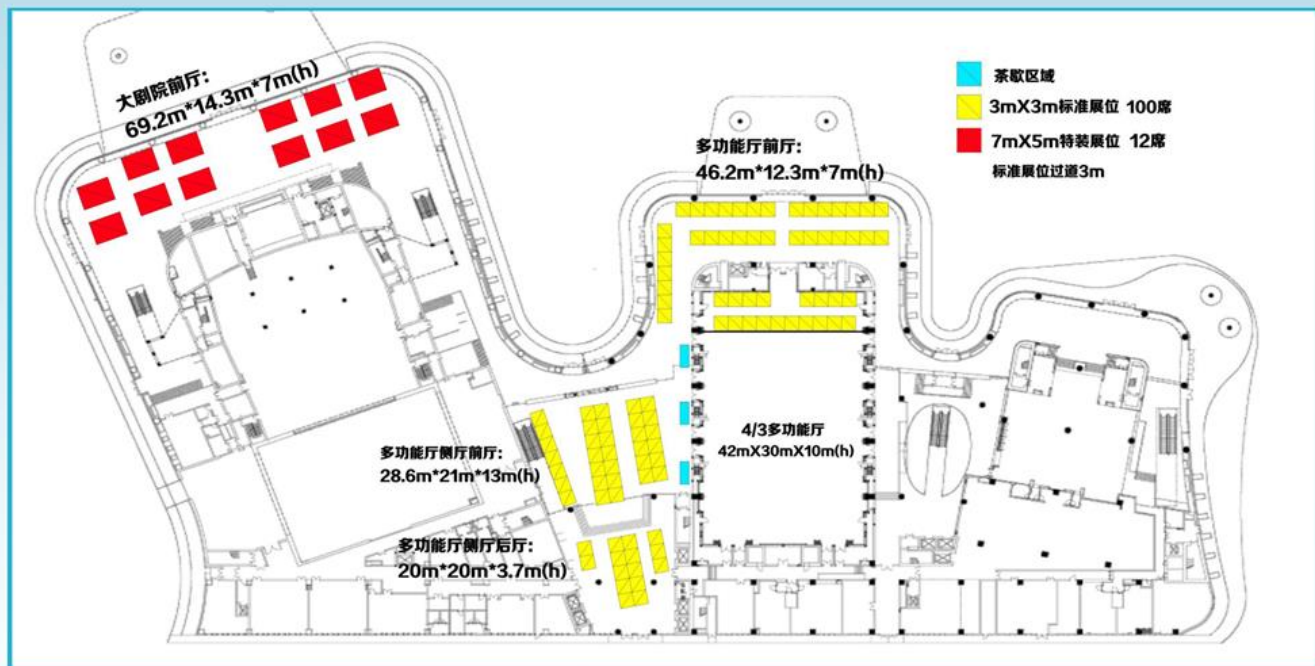 大剧院前厅：
69.2m*14.3m*7m(h)
茶歇区域
3mX3m标准展位 100席
7mX5m特装展位 12席
标准展位过道3m
多功能厅前厅：
46.2m*12.3m*7m(h)
4/3多功能厅
42mX30mX10m(h)
多功能厅侧厅前厅：
28.6m*21m*13m(h)
多功能厅侧厅后厅：
20m*20m*3.7m(h)